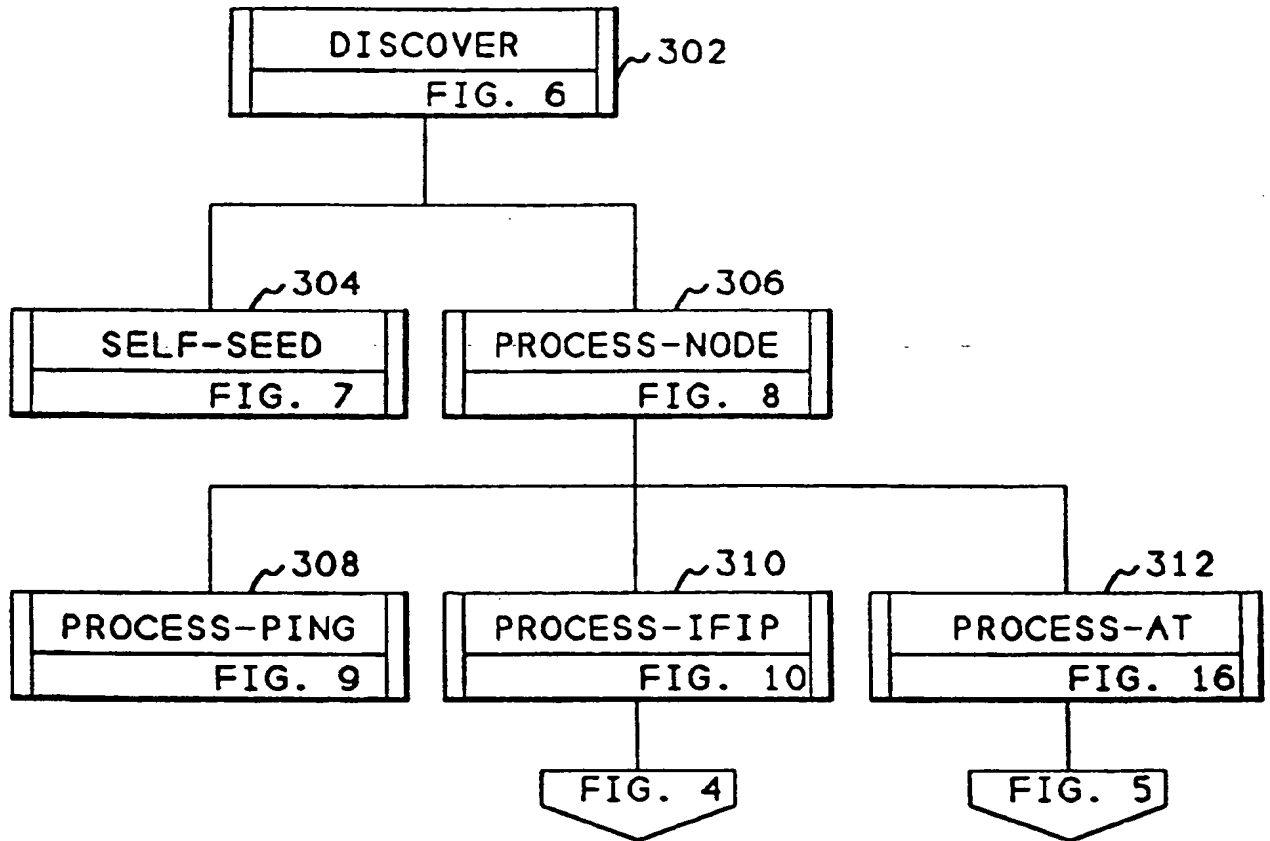 DISCOVER
FIG. 6
302
304
SELF-SEED
FIG. 7
306
PROCESS-NODE
FIG. 8
308
PROCESS-PING
FIG. 9
310
PROCESS-IFIP
FIG. 10
312
PROCESS-AT
FIG. 16
FIG. 4
FIG. 5